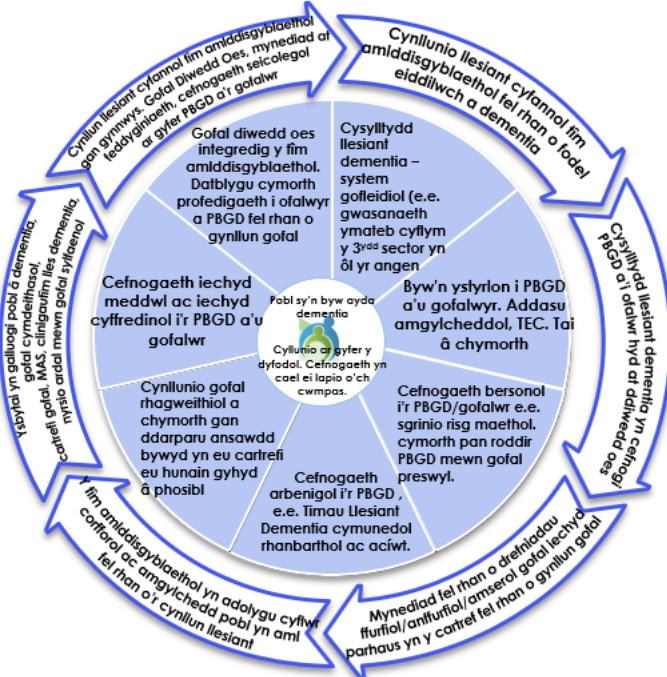 Cynllunio llesiant cyfannol tîm
amlddisgyblaethol fel rhan o fodel
eiddilwch a dementia
Cysylltydd llesiant dementia yn cefnogi
PBGD a'i ofalwr hyd at ddiwedd oes
Mynediad fel rhan o drefniadau
ffurfiol/anffurfiol/amserol gofal iechyd
parhaus yn y cartref fel rhan o gynllun gofal
Y tîm amlddisgyblaethol yn adolygu cyflwr
corfforol ac amgylchedd pobl yn aml
fel rhan o'r cynllun llesiant
Ysbytai yn galluogi pobl â dementia,
gofal cymdeithasol,
cartrefi gofal, MAS, clinigau tîm lles dementia,
nyrsio ardal mewn gofal sylfaenol
Cynllun llesiant cyfannol tîm amlddisgyblaethol
gan gynnwys. Gofal Diwedd Oes, mynediad at
feddyginiaeth, cefnogaeth seicolegol
ar gyfer PBGD a'r gofalwr
Cysylltydd
llesiant
dementia –
system
gofleidiol (e.e.
gwasanaeth
ymateb cyflym
y 3ydd sector yn
ôl yr angen
Byw'n ystyrlon i PBGD
a'u gofalwyr. Addasu
amgylcheddol, TEC. Tai
â chymorth
Cefnogaeth bersonol
i'r PBGD/gofalwr e.e.
sgrinio risg maethol.
cymorth pan roddir
PBGD mewn gofal
preswyl.
Cefnogaeth
arbenigol i'r PBGD ,
e.e. Timau Llesiant
Dementia cymunedol
rhanbarthol ac aciwt.
Cynllunio gofal
rhagweithiol a
chymorth gan
ddarparu ansawdd
bywyd yn eu cartrefi
eu hunain gyhyd
â phosibl
Cefnogaeth iechyd
meddwl ac iechyd
cyffredinol i'r PBGD a'u
gofalwr
Gofal diwedd oes
integredig y tîm
amlddisgyblaethol.
Datblygu cymorth
profedigaeth i ofalwyr
a PBGD fel rhan o
gynllun gofal
Pobl sy'n byw ayda
dementia
Cyllunio ar gyfer y
dyfodol. Cefnogaeth yn
cael ei lapio o'ch
cwmpas.